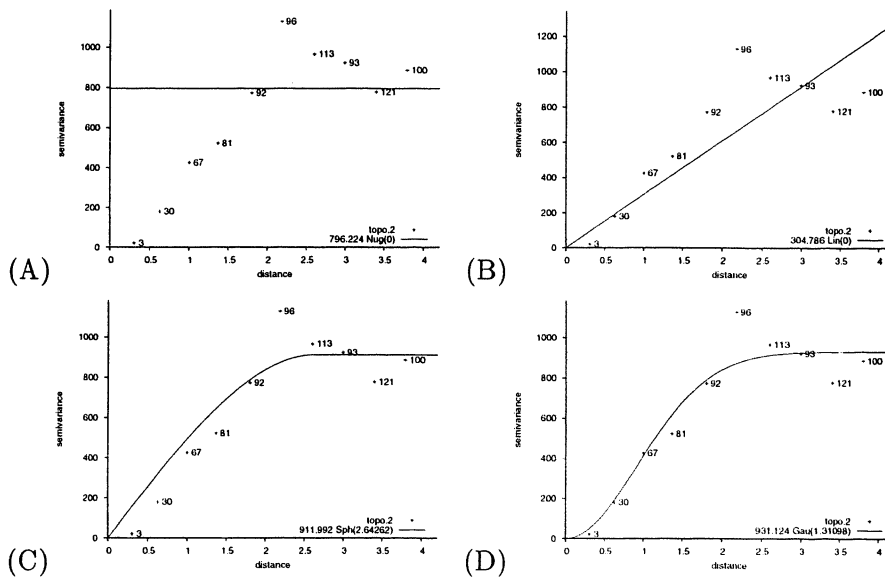 1000
800
600
400
200
0
semivariance
3
30
67
81
92
96
113
93
121
100
topo.2
796.224 Nug(0)
0 0.5 1 1.5 2 2.5 3 3.5 4
distance
(A)
1200
1000
800
600
400
200
0
semivariance
3
30
67
81
92
96
113
93
121
100
topo.2
304.786 Lin(0)
0 0.5 1 1.5 2 2.5 3 3.5 4
distance
(B)
1000
800
600
400
200
0
semivariance
3
30
67
81
92
96
113
93
121
100
topo.2
911.992 Sph(2.64262)
0 0.5 1 1.5 2 2.5 3 3.5 4
distance
(C)
1000
800
600
400
200
0
semivariance
3
30
67
81
92
96
113
93
121
100
topo.2
931.124 Gau(1.31098)
0 0.5 1 1.5 2 2.5 3 3.5 4
distance
(D)